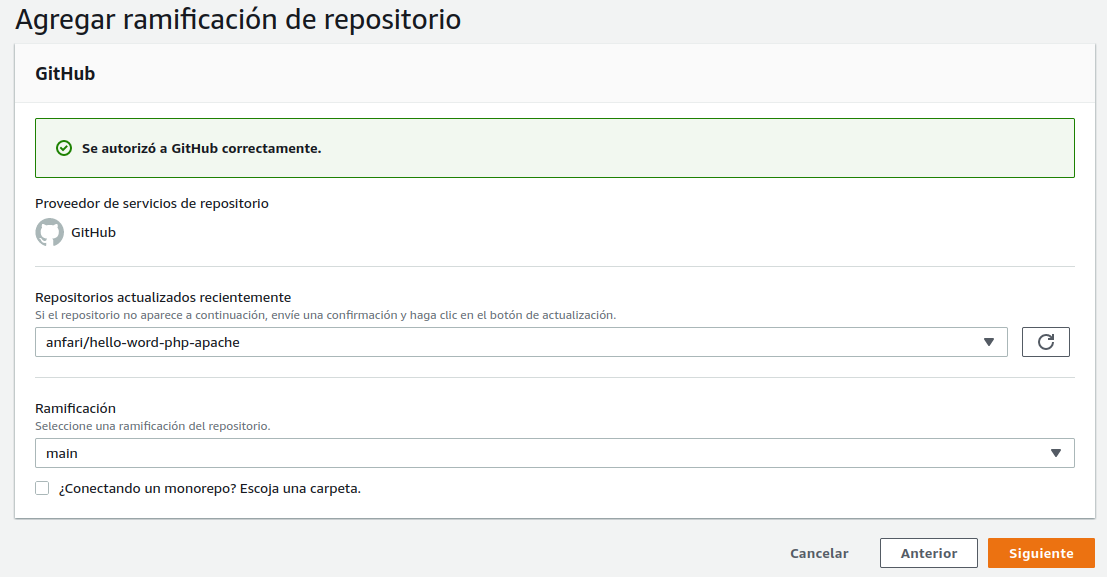 Agregar ramificación de repositorio
GitHub
Se autorizó a GitHub correctamente.
Proveedor de servicios de repositorio
GitHub
Repositorios actualizados recientemente
Si el repositorio no aparece a continuación, envíe una confirmación y haga clic en el botón de actualización.
anfari/hello-word-php-apache
Ramificación
Seleccione una ramificación del repositorio.
main
¿Conectando un monorepo? Escoja una carpeta.
Cancelar
Anterior
Siguiente